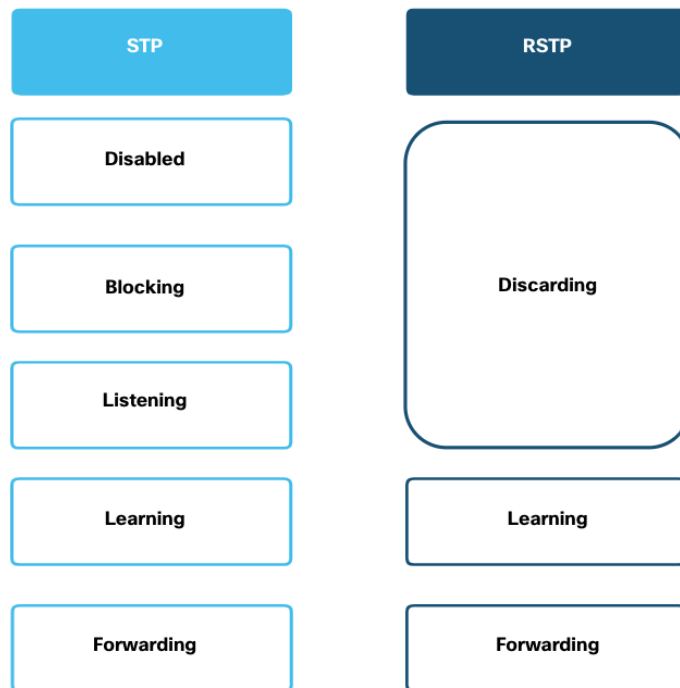 STP
RSTP
Disabled
Blocking
Discarding
Listening
Learning
Learning
Forwarding
Forwarding